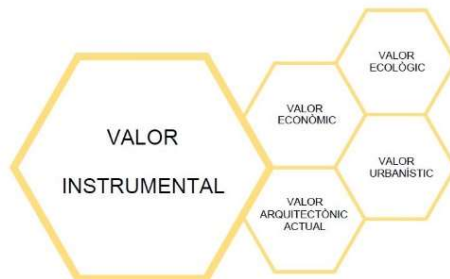 VALOR
INSTRUMENTAL
VALOR
ECONÒMIC
VALOR
ARQUITECTÒNIC
ACTUAL
VALOR
ECOLÒGIC
VALOR
URBANÍSTIC